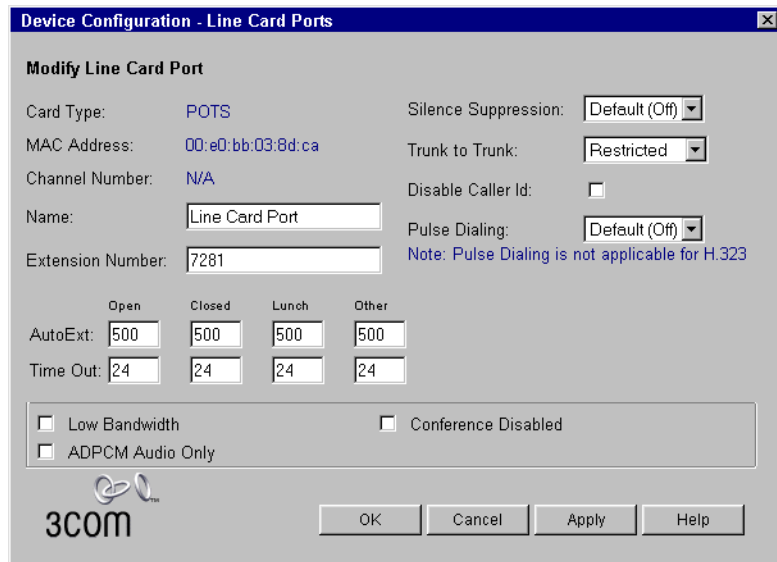 Device Configuration - Line Card Ports
Modify Line Card Port
Card Type: POTS
MAC Address: 00:e0:bb:03:8d:ca
Channel Number: N/A
Name: Line Card Port
Extension Number: 7281
Silence Suppression: Default (Off)
Trunk to Trunk: Restricted
Disable Caller Id:
Pulse Dialing: Default (Off)
Note: Pulse Dialing is not applicable for H.323
Open Closed Lunch Other
AutoExt: 500 500 500 500
Time Out: 24 24 24 24
Low Bandwidth
Conference Disabled
ADPCM Audio Only
3COM
OK Cancel Apply Help